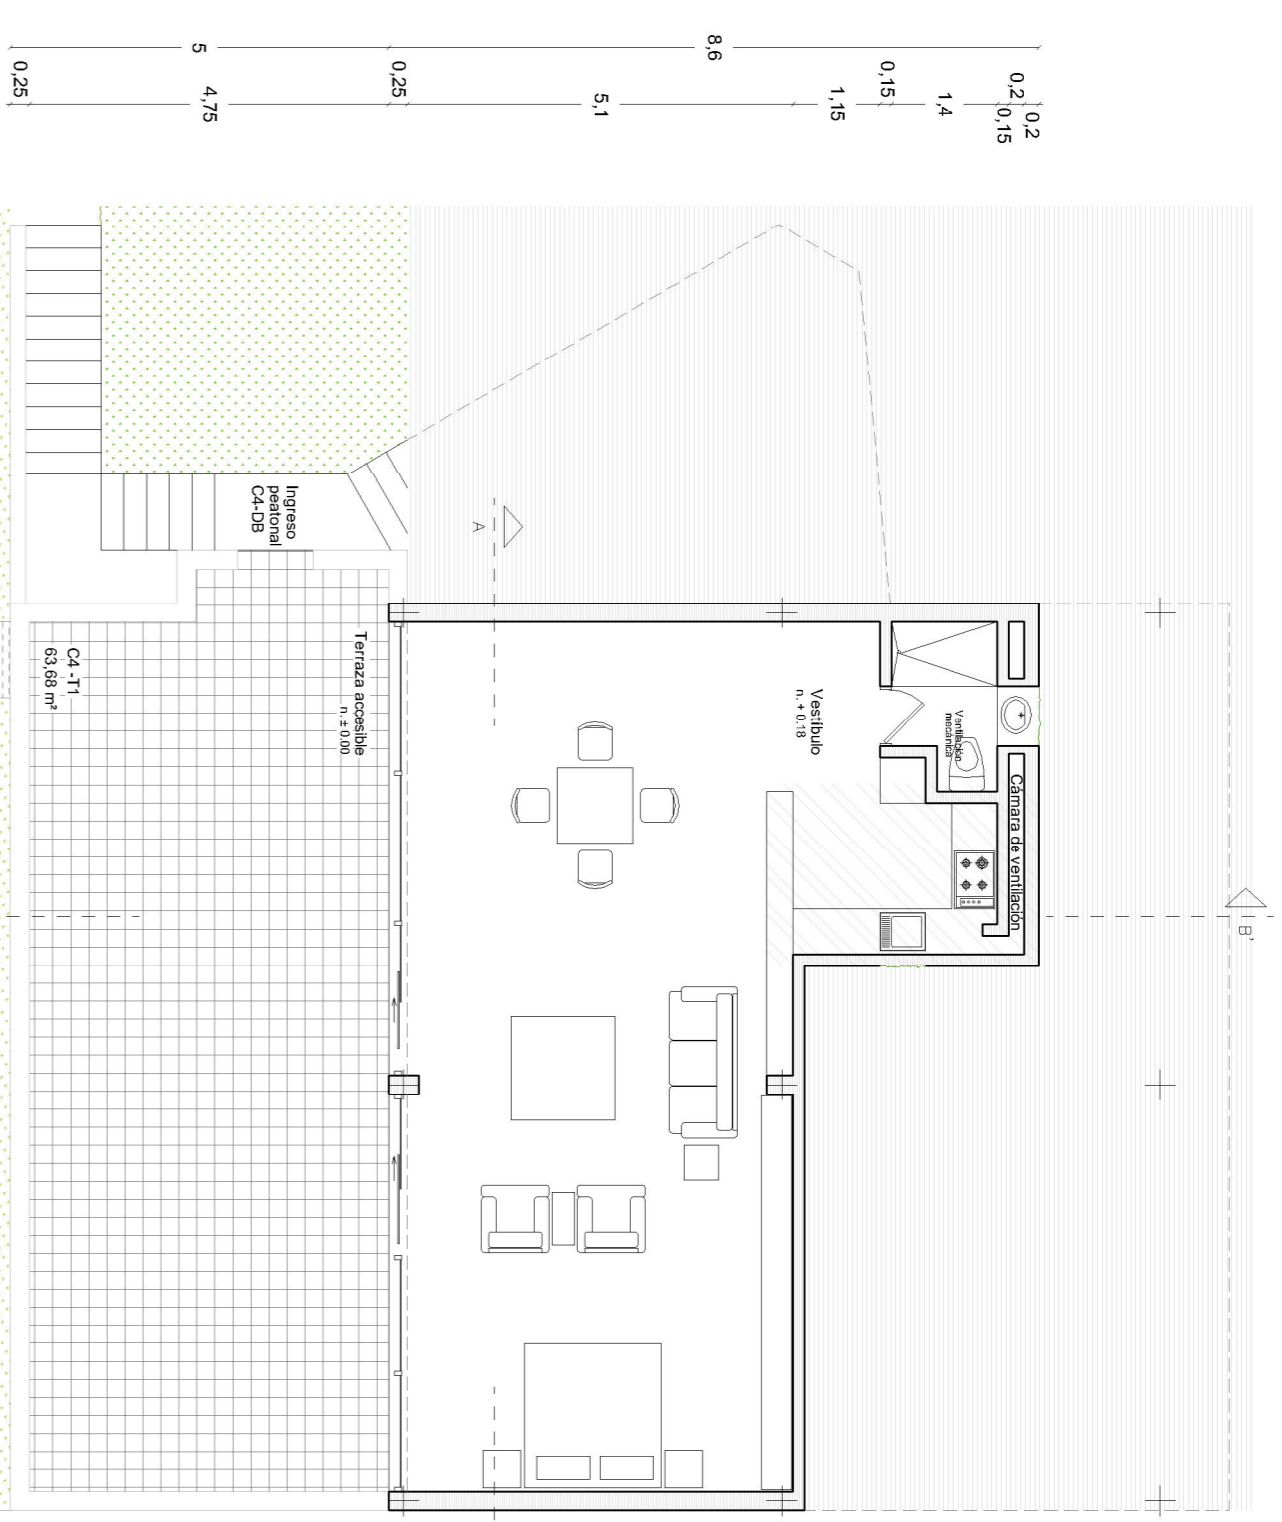 5
8,6
0,25
4,75
0,25
5,1
1,15
0,15
1,4
0,2
0,15
0,2
Ingreso
peatonal
C4-DB
A
Terraza accesible
n. ± 0.00
C4 -T1
63,68 m²
Vestíbulo
n. + 0.18
Ventilación
mecánica
Cámara de ventilación
B'